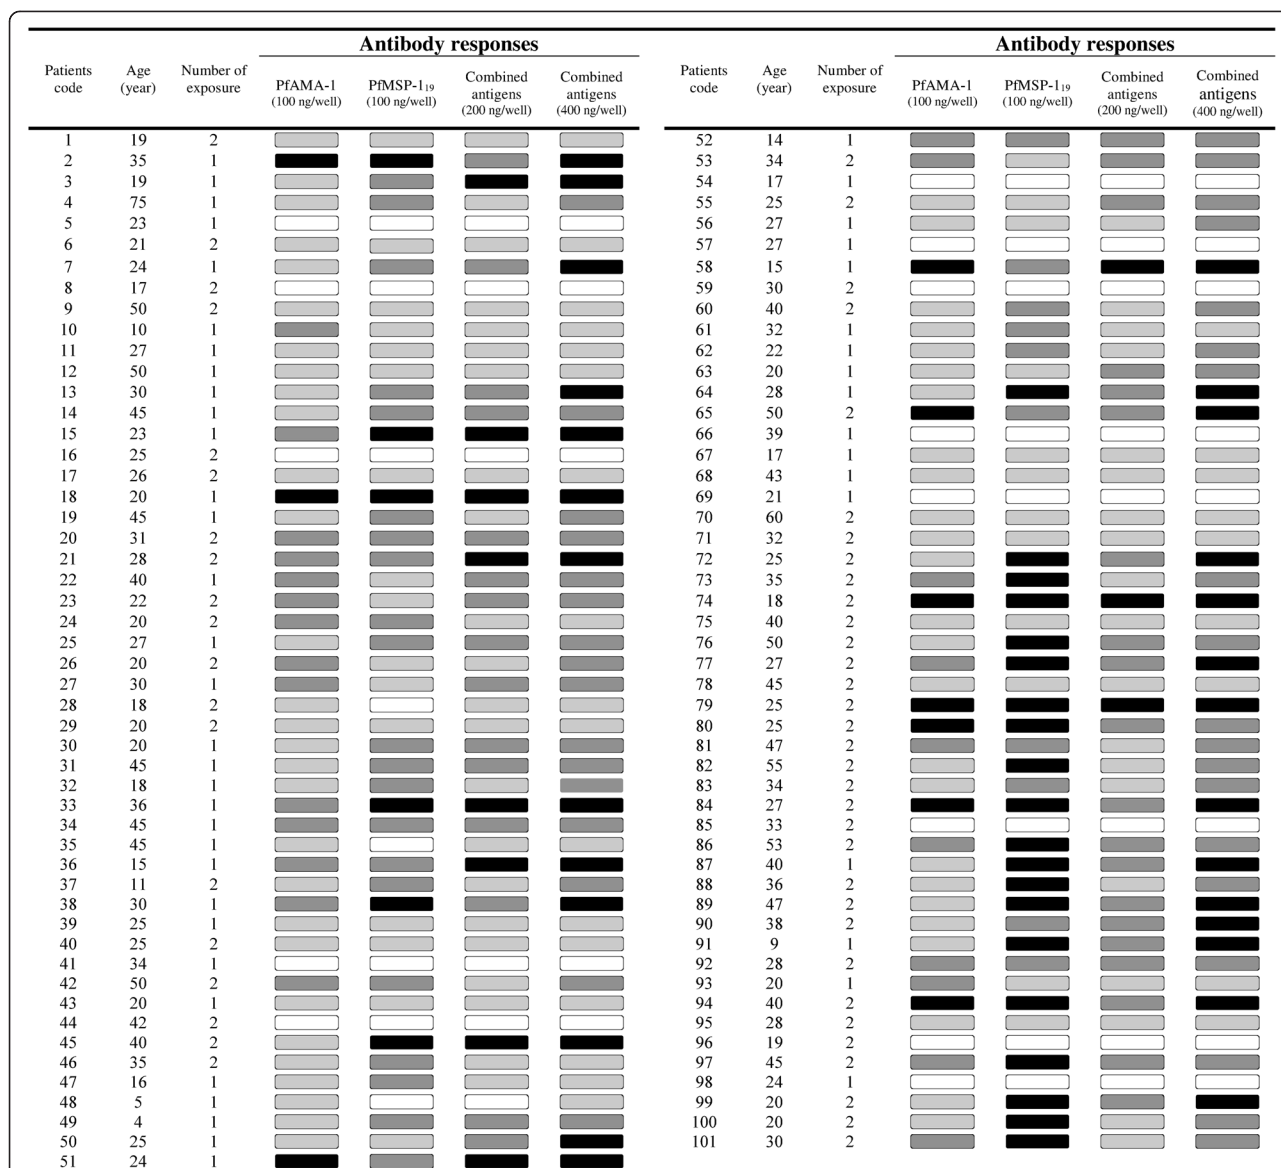 Antibody responses Antibody responses
Patients code Age (year) Number of exposure PfAMA-1 (100 ng/well) PfMSP-1₁₉ (100 ng/well) Combined antigens (200 ng/well) Combined antigens (400 ng/well) Patients code Age (year) Number of exposure PfAMA-1 (100 ng/well) PfMSP-1₁₉ (100 ng/well) Combined antigens (200 ng/well) Combined antigens (400 ng/well)
1 19 2 52 14 1
2 35 1 53 34 2
3 19 1 54 17 1
4 75 1 55 25 2
5 23 1 56 27 1
6 21 2 57 27 1
7 24 1 58 15 1
8 17 2 59 30 2
9 50 2 60 40 2
10 10 1 61 32 1
11 27 1 62 22 1
12 50 1 63 20 1
13 30 1 64 28 1
14 45 1 65 50 2
15 23 1 66 39 1
16 25 2 67 17 1
17 26 2 68 43 1
18 20 1 69 21 1
19 45 1 70 60 2
20 31 2 71 32 2
21 28 2 72 25 2
22 40 1 73 35 2
23 22 2 74 18 2
24 20 2 75 40 2
25 27 1 76 50 2
26 20 2 77 27 2
27 30 1 78 45 2
28 18 2 79 25 2
29 20 2 80 25 2
30 20 1 81 47 2
31 45 1 82 55 2
32 18 1 83 34 2
33 36 1 84 27 2
34 45 1 85 33 2
35 45 1 86 53 2
36 15 1 87 40 1
37 11 2 88 36 2
38 30 1 89 47 2
39 25 1 90 38 2
40 25 2 91 9 1
41 34 1 92 28 2
42 50 2 93 20 1
43 20 1 94 40 2
44 42 2 95 28 2
45 40 2 96 19 2
46 35 2 97 45 2
47 16 1 98 24 1
48 5 1 99 20 2
49 4 1 100 20 2
50 25 1 101 30 2
51 24 1